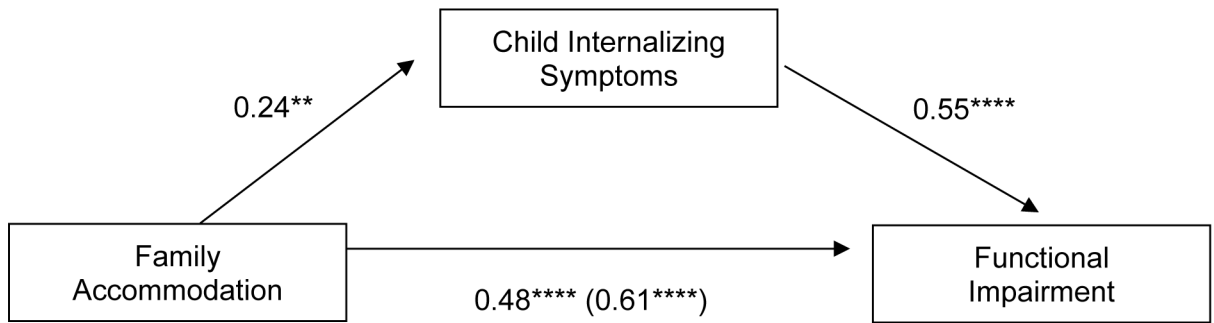 Child Internalizing
Symptoms
0.24**
0.55****
Family
Accommodation
0.48**** (0.61****)
Functional
Impairment